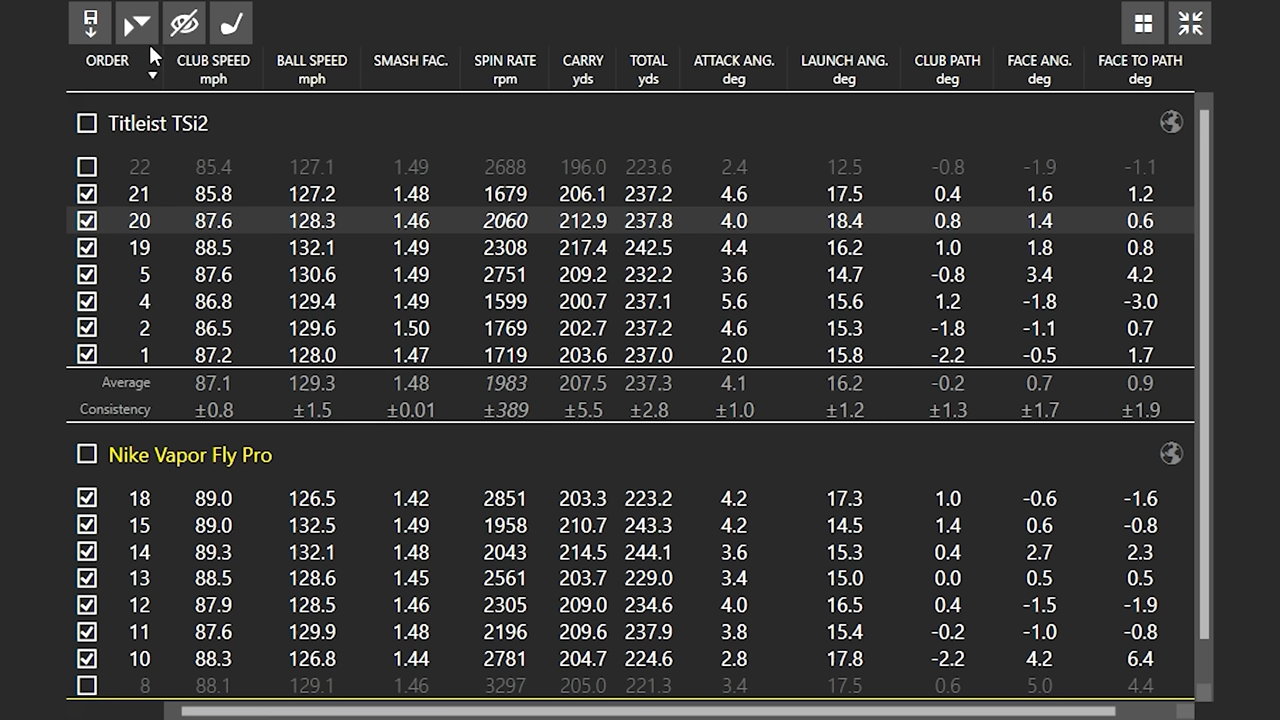 ORDER CLUB SPEED BALL SPEED SMASH FAC. SPIN RATE CARRY TOTAL ATTACK ANG. LAUNCH ANG. CLUB PATH FACE ANG. FACE TO PATH
mph mph rpm yds yds deg deg deg deg deg
Titleist TSi2
22 85.4 127.1 1.49 2688 196.0 223.6 2.4 12.5 -0.8 -1.9 -1.1
21 85.8 127.2 1.48 1679 206.1 237.2 4.6 17.5 0.4 1.6 1.2
20 87.6 128.3 1.46 2060 212.9 237.8 4.0 18.4 0.8 1.4 0.6
19 88.5 132.1 1.49 2308 217.4 242.5 4.4 16.2 1.0 1.8 0.8
5 87.6 130.6 1.49 2751 209.2 232.2 3.6 14.7 -0.8 3.4 4.2
4 86.8 129.4 1.49 1599 200.7 237.1 5.6 15.6 1.2 -1.8 -3.0
2 86.5 129.6 1.50 1769 202.7 237.2 4.6 15.3 -1.8 -1.1 0.7
1 87.2 128.0 1.47 1719 203.6 237.0 2.0 15.8 -2.2 -0.5 1.7
Average 87.1 129.3 1.48 1983 207.5 237.3 4.1 16.2 -0.2 0.7 0.9
Consistency ±0.8 ±1.5 ±0.01 ±389 ±5.5 ±2.8 ±1.0 ±1.2 ±1.3 ±1.7 ±1.9
Nike Vapor Fly Pro
18 89.0 126.5 1.42 2851 203.3 223.2 4.2 17.3 1.0 -0.6 -1.6
15 89.0 132.5 1.49 1958 210.7 243.3 4.2 14.5 1.4 0.6 -0.8
14 89.3 132.1 1.48 2043 214.5 244.1 3.6 15.3 0.4 2.7 2.3
13 88.5 128.6 1.45 2561 203.7 229.0 3.4 15.0 0.0 0.5 0.5
12 87.9 128.5 1.46 2305 209.0 234.6 4.0 16.5 0.4 -1.5 -1.9
11 87.6 129.9 1.48 2196 209.6 237.9 3.8 15.4 -0.2 -1.0 -0.8
10 88.3 126.8 1.44 2781 204.7 224.6 2.8 17.8 -2.2 4.2 6.4
8 88.1 129.1 1.46 3297 205.0 221.3 3.4 17.5 0.6 5.0 4.4